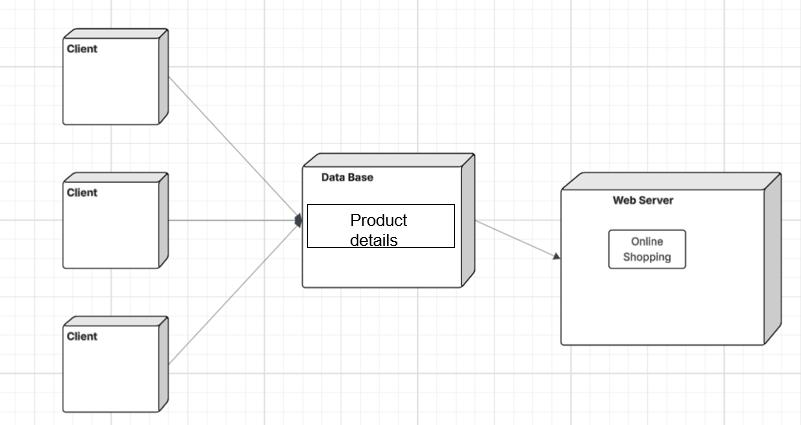 Client
Client
Client
Data Base
Product
details
Web Server
Online
Shopping